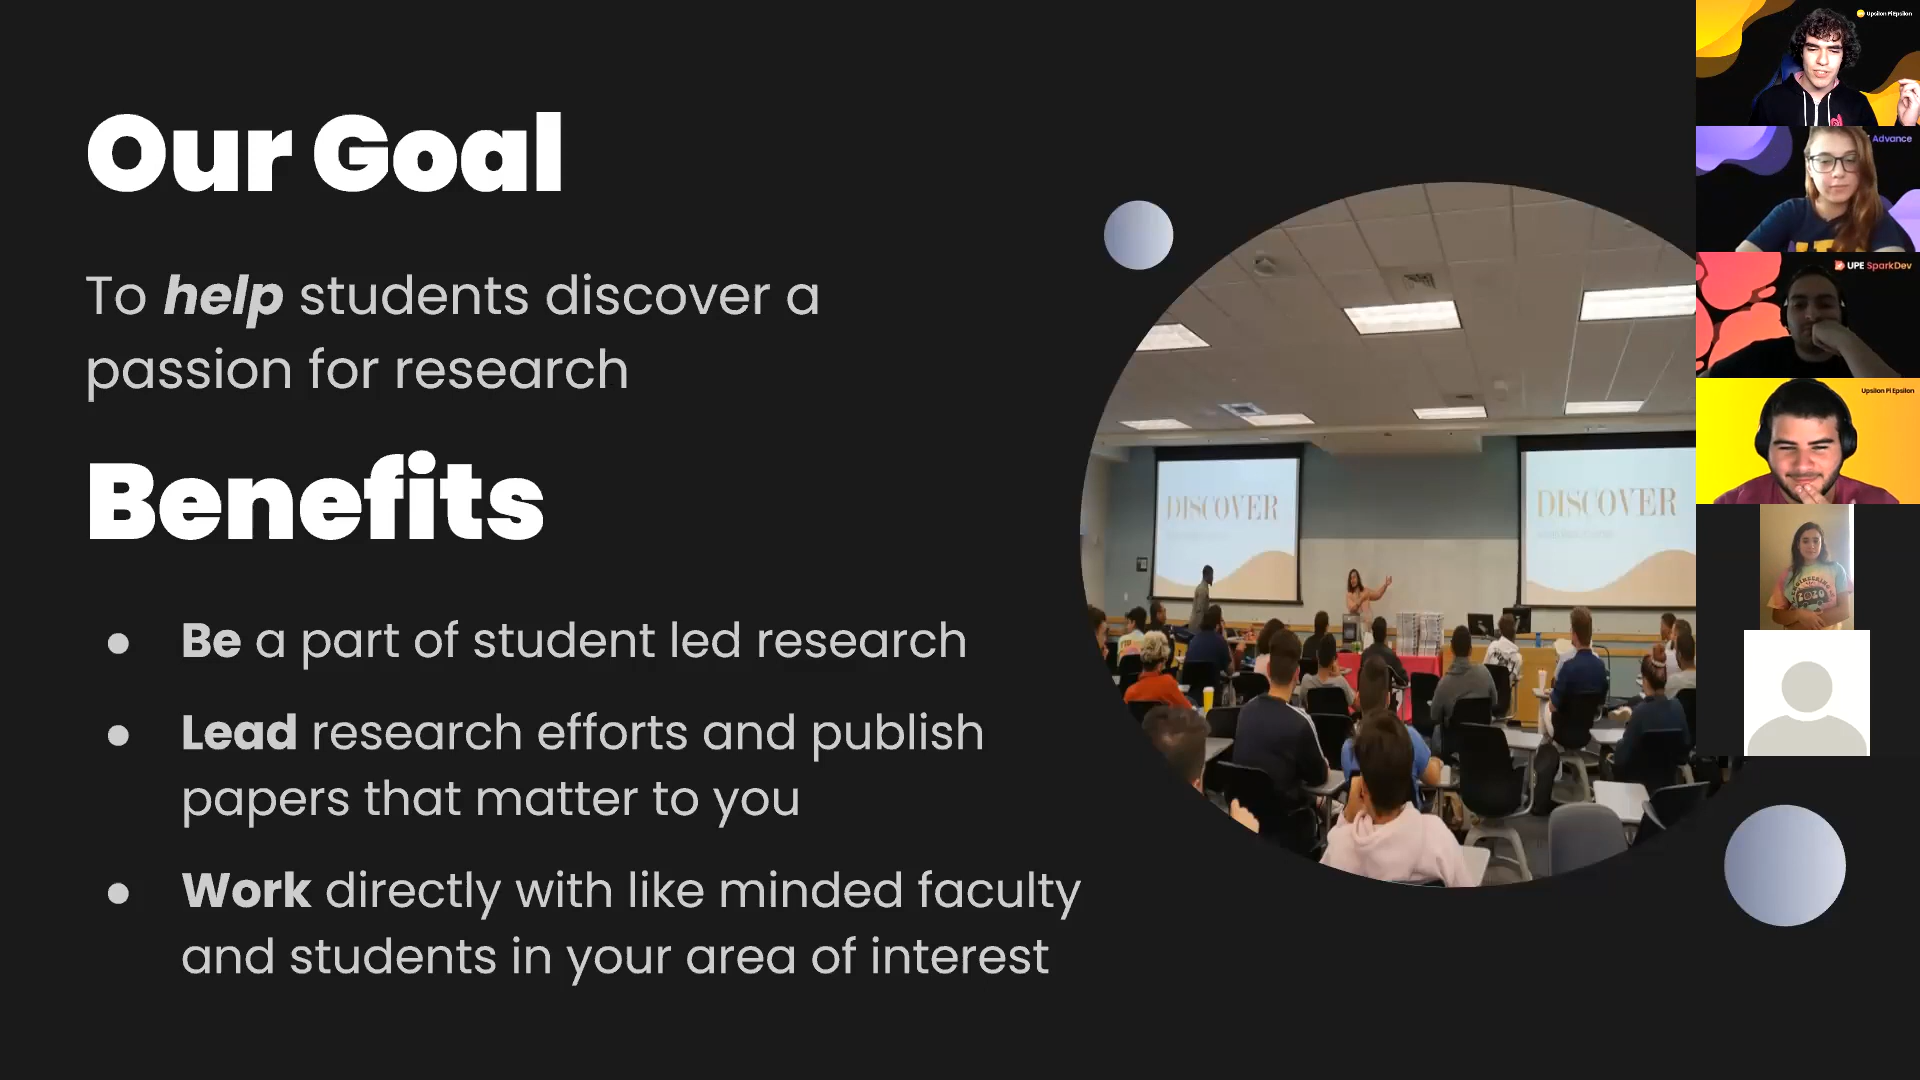 Our Goal
To help students discover a
passion for research
Benefits
● Be a part of student led research
● Lead research efforts and publish
papers that matter to you
● Work directly with like minded faculty
and students in your area of interest
DISCOVER
DISCOVER
Upsilon Pi Epsilon
Advance
UPE SparkDev
Upsilon Pi Epsilon
2020